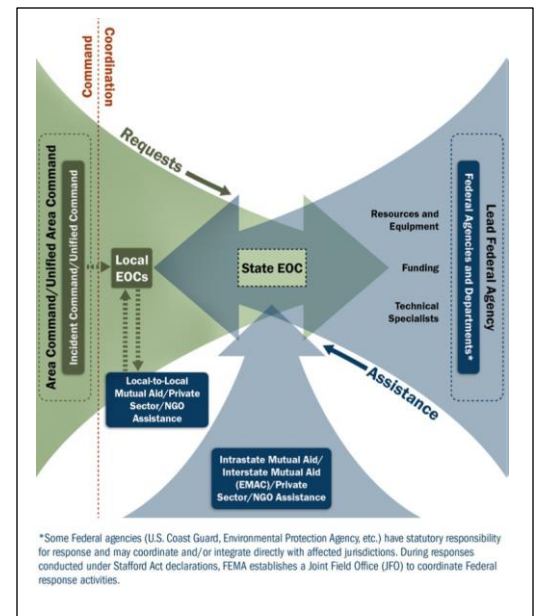 Command
Coordination
Requests
Area Command/Unified Area Command
Incident Command/Unified Command
Local
EOCs
State EOC
Resources and
Equipment
Funding
Technical
Specialists
Federal Agencies and Departments*
Lead Federal Agency
Assistance
Local-to-Local
Mutual Aid/Private
Sector/NGO
Assistance
Intrastate Mutual Aid/
Interstate Mutual Aid
(EMAC)/Private
Sector/NGO Assistance
*Some Federal agencies (U.S. Coast Guard, Environmental Protection Agency, etc.) have statutory responsibility
for response and may coordinate and/or integrate directly with affected jurisdictions. During responses
conducted under Stafford Act declarations, FEMA establishes a Joint Field Office (JFO) to coordinate Federal
response activities.